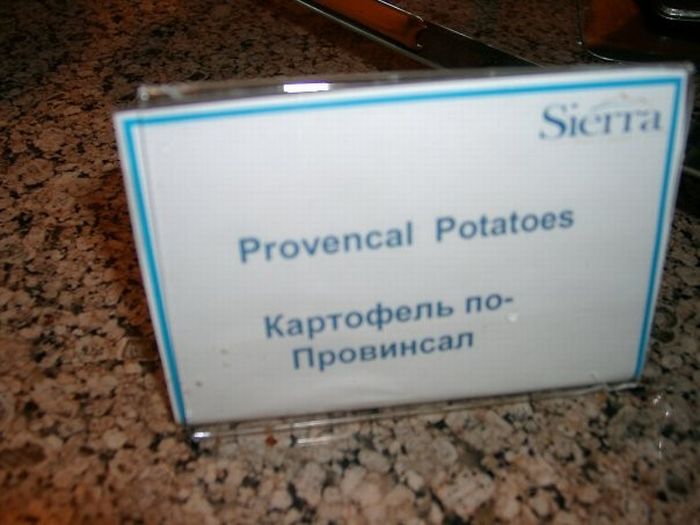 Sierra
Provencal Potatoes
Картофель по-
Провинсал